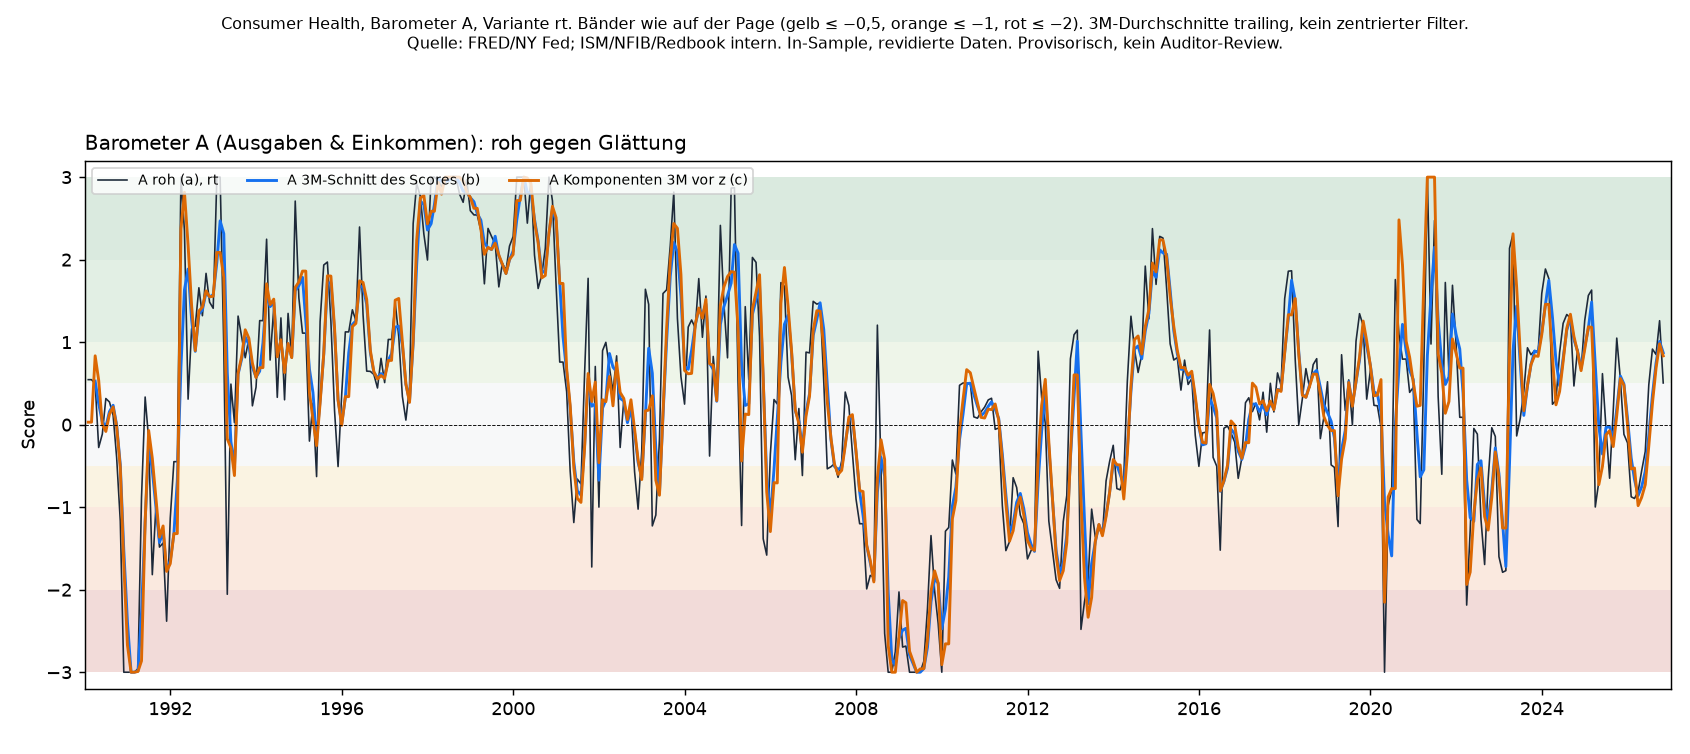 Consumer Health, Barometer A, Variante rt. Bänder wie auf der Page (gelb ≤ −0,5, orange ≤ −1, rot ≤ −2). 3M-Durchschnitte trailing, kein zentrierter Filter.
Quelle: FRED/NY Fed; ISM/NFIB/Redbook intern. In-Sample, revidierte Daten. Provisorisch, kein Auditor-Review.
Barometer A (Ausgaben & Einkommen): roh gegen Glättung
A roh (a), rt
A 3M-Schnitt des Scores (b)
A Komponenten 3M vor z (c)
Score
3
2
1
0
−1
−2
−3
1992
1996
2000
2004
2008
2012
2016
2020
2024